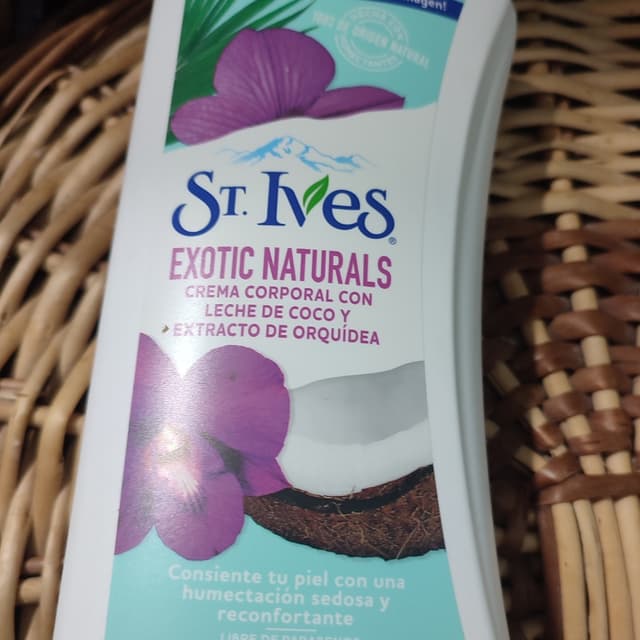 ST. IVES®
EXOTIC NATURALS
CREMA CORPORAL CON
LECHE DE COCO Y
EXTRACTO DE ORQUÍDEA
Consiente tu piel con una
humectación sedosa y
reconfortante